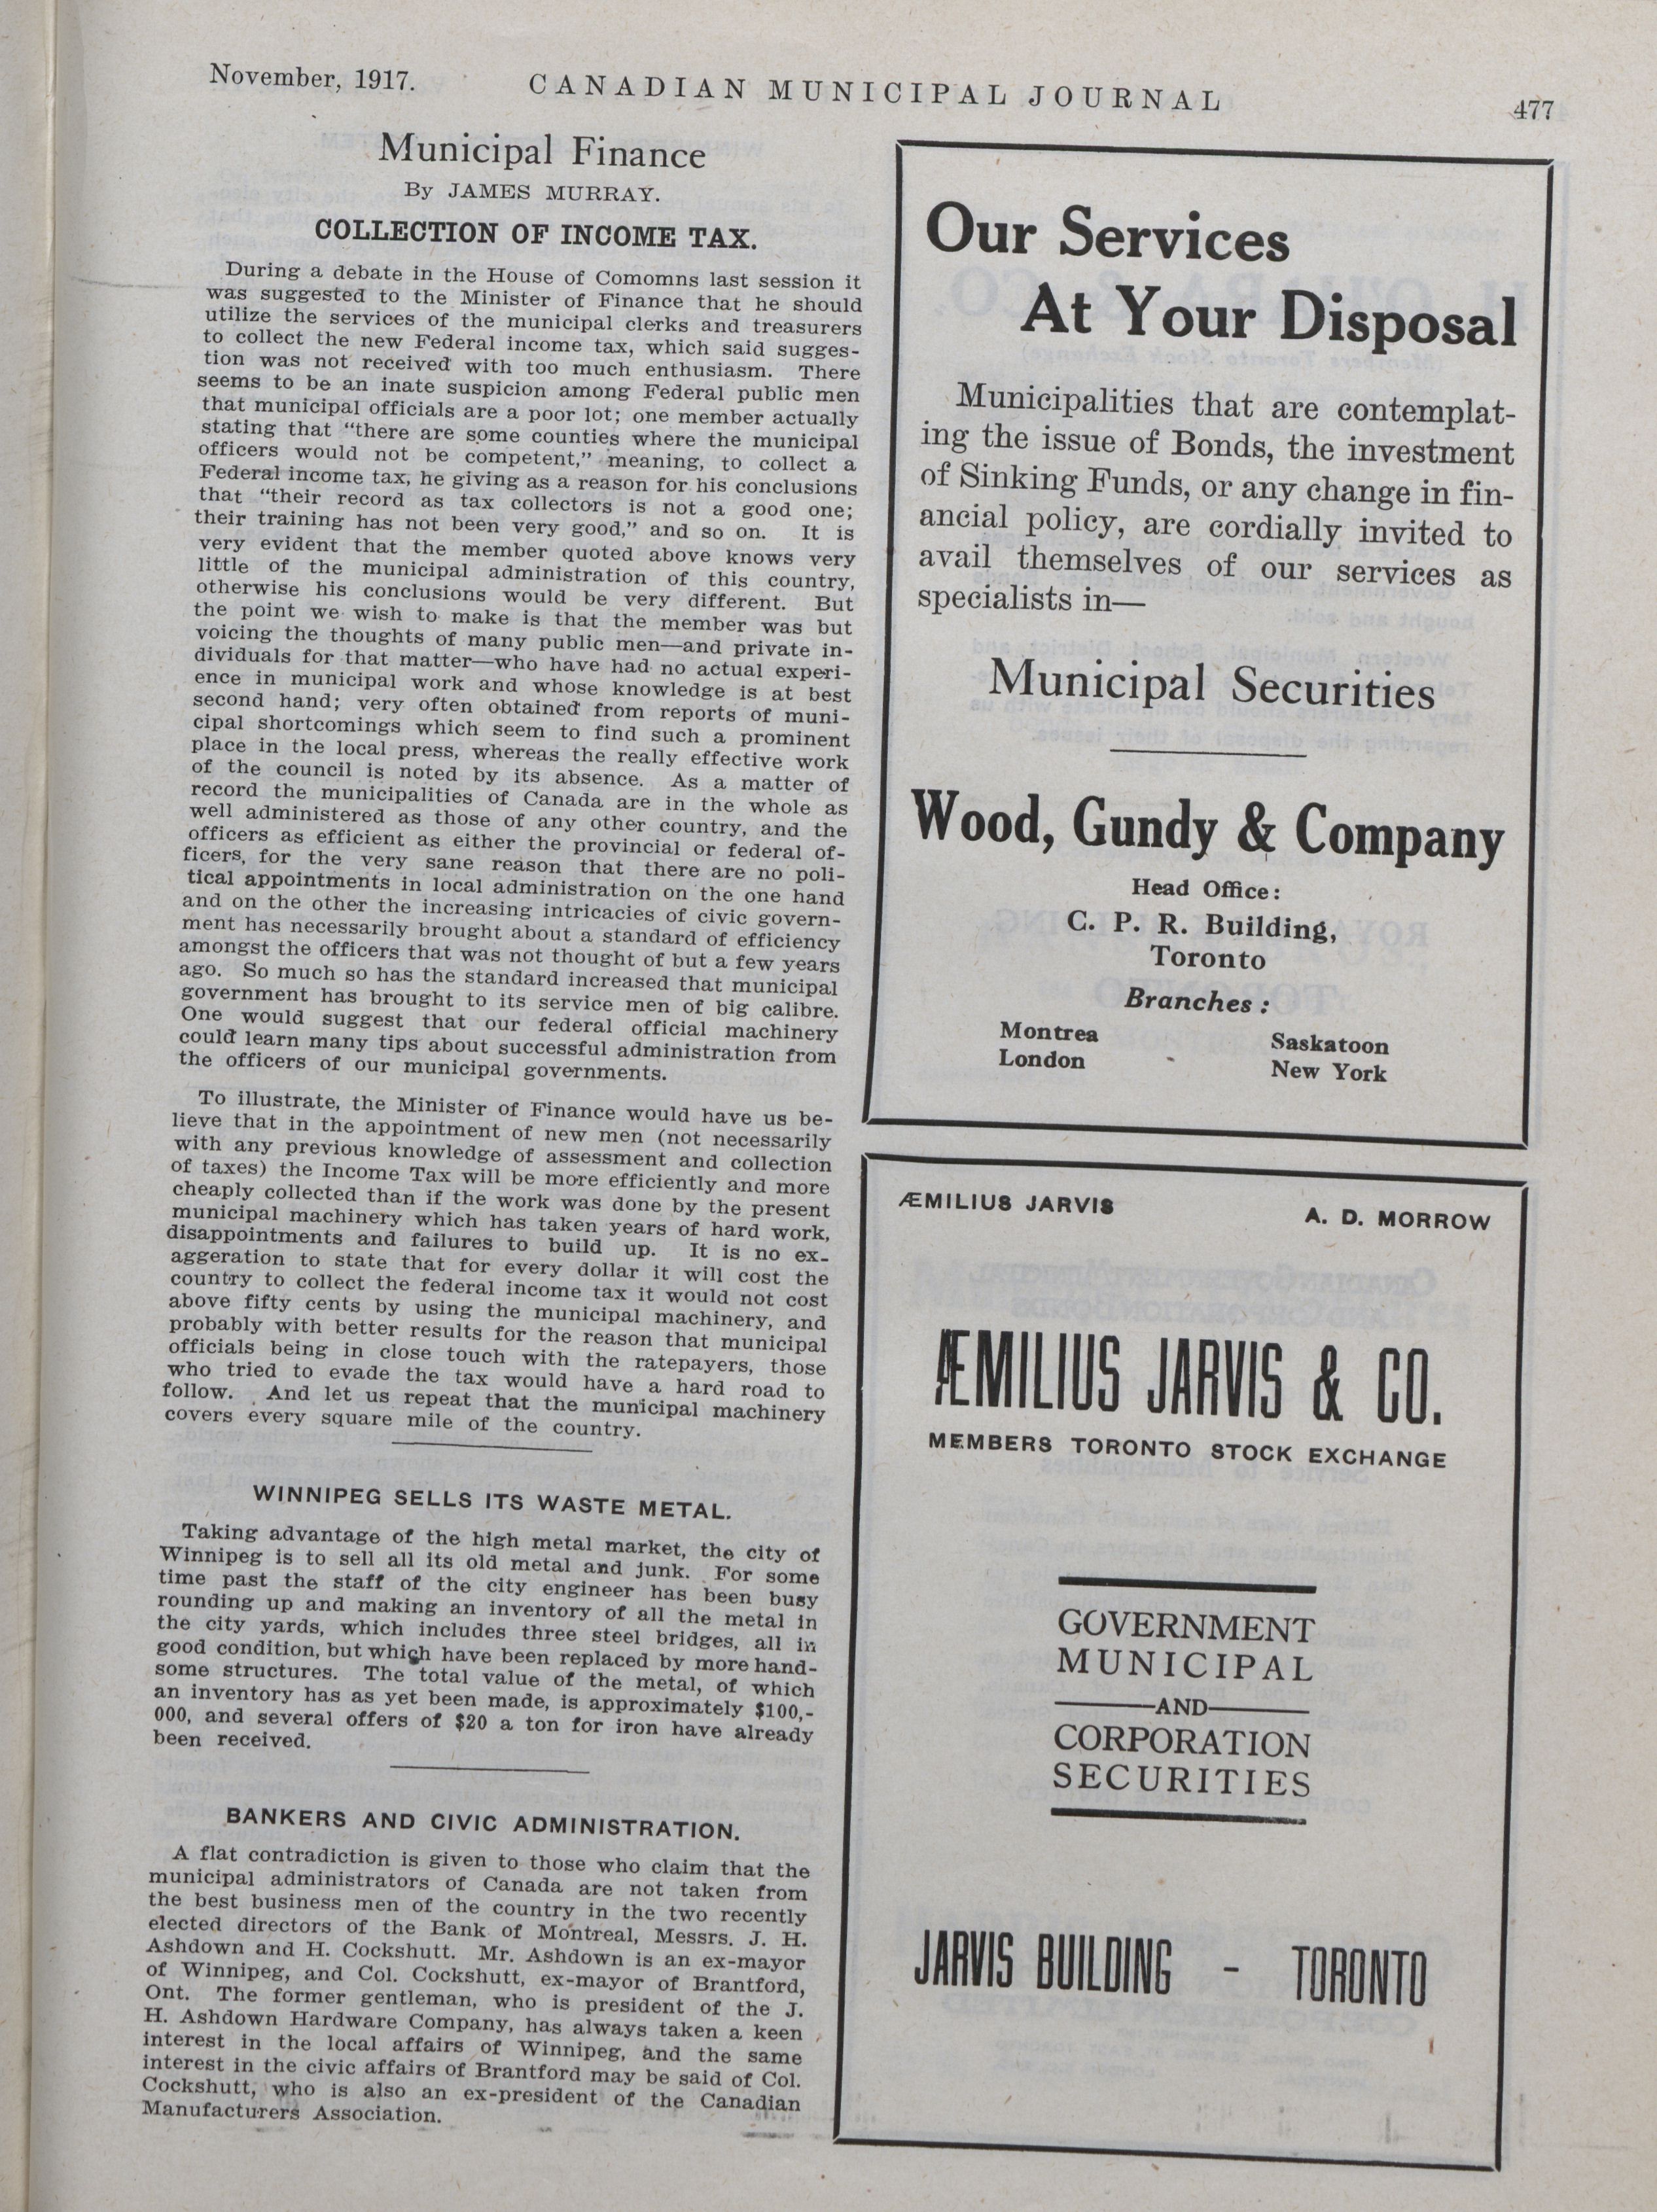 November, 1917.
CANADIAN MUNICIPAL JOURNAL
477
Municipal Finance
By JAMES MURRAY.
COLLECTION OF INCOME TAX.
During a debate in the House of Comomns last session it
was suggested to the Minister of Finance that he should
utilize the services of the municipal clerks and treasurers
to collect the new Federal income tax, which said sugges-
tion was not received with too much enthusiasm. There
seems to be an inate suspicion among Federal public men
that municipal officials are a poor lot; one member actually
stating that "there are some counties where the municipal
officers would not be competent," meaning, to collect a
Federal income tax, he giving as a reason for his conclusions
that "their record as tax collectors is not a good one;
their training has not been very good," and so on. It is
very evident that the member quoted above knows very
little of the municipal administration of this country,
otherwise his conclusions would be very different. But
the point we wish to make is that the member was but
voicing the thoughts of many public men—and private in-
dividuals for that matter—who have had no actual experi-
ence in municipal work and whose knowledge is at best
second hand; very often obtained from reports of muni-
cipal shortcomings which seem to find such a prominent
place in the local press, whereas the really effective work
of the council is noted by its absence. As a matter of
record the municipalities of Canada are in the whole as
well administered as those of any other country, and the
officers as efficient as either the provincial or federal of-
ficers, for the very sane reason that there are no poli-
tical appointments in local administration on the one hand
and on the other the increasing intricacies of civic govern-
ment has necessarily brought about a standard of efficiency
amongst the officers that was not thought of but a few years
ago. So much so has the standard increased that municipal
government has brought to its service men of big calibre.
One would suggest that our federal official machinery
could learn many tips about successful administration from
the officers of our municipal governments.
To illustrate, the Minister of Finance would have us be-
lieve that in the appointment of new men (not necessarily
with any previous knowledge of assessment and collection
of taxes) the Income Tax will be more efficiently and more
cheaply collected than if the work was done by the present
municipal machinery which has taken years of hard work,
disappointments and failures to build up. It is no ex-
aggeration to state that for every dollar it will cost the
country to collect the federal income tax it would not cost
above fifty cents by using the municipal machinery, and
probably with better results for the reason that municipal
officials being in close touch with the ratepayers, those
who tried to evade the tax would have a hard road to
follow. And let us repeat that the municipal machinery
covers every square mile of the country.
WINNIPEG SELLS ITS WASTE METAL.
Taking advantage of the high metal market, the city of
Winnipeg is to sell all its old metal and junk. For some
time past the staff of the city engineer has been busy
rounding up and making an inventory of all the metal in
the city yards, which includes three steel bridges, all in
good condition, but which have been replaced by more hand-
some structures. The total value of the metal, of which
an inventory has as yet been made, is approximately $100,-
000, and several offers of $20 a ton for iron have already
been received.
BANKERS AND CIVIC ADMINISTRATION.
A flat contradiction is given to those who claim that the
municipal administrators of Canada are not taken from
the best business men of the country in the two recently
elected directors of the Bank of Montreal, Messrs. J. H.
Ashdown and H. Cockshutt. Mr. Ashdown is an ex-mayor
of Winnipeg, and Col. Cockshutt, ex-mayor of Brantford,
Ont. The former gentleman, who is president of the J.
H. Ashdown Hardware Company, has always taken a keen
interest in the local affairs of Winnipeg, and the same
interest in the civic affairs of Brantford may be said of Col.
Cockshutt, who is also an ex-president of the Canadian
Manufacturers Association.
Our Services
At Your Disposal
Municipalities that are contemplat-
ing the issue of Bonds, the investment
of Sinking Funds, or any change in fin-
ancial policy, are cordially invited to
avail themselves of our services as
specialists in—
Municipal Securities
Wood, Gundy & Company
Head Office:
C. P. R. Building,
Toronto
Branches:
Montrea
Saskatoon
London
New York
ÆMILIUS JARVIS
A. D. MORROW
ÆMILIUS JARVIS & CO.
MEMBERS TORONTO STOCK EXCHANGE
GOVERNMENT
MUNICIPAL
AND
CORPORATION
SECURITIES
JARVIS BUILDING - TORONTO